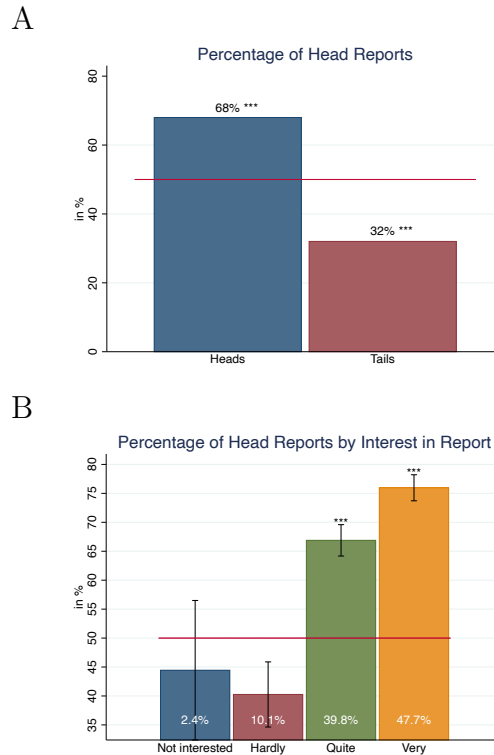 A
Percentage of Head Reports
80
60
40
20
0
in %
68% ***
32% ***
Heads
Tails
B
Percentage of Head Reports by Interest in Report
80
75
70
65
60
55
50
45
40
35
in %
***
***
2.4%
10.1%
39.8%
47.7%
Not interested
Hardly
Quite
Very